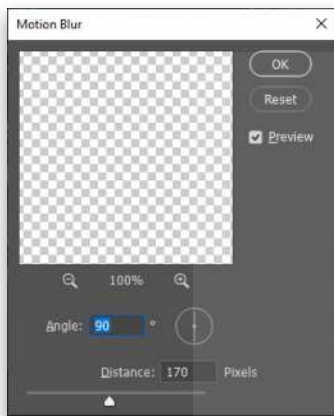 Motion Blur
OK
Reset
Preview
100%
Angle: 90 °
Distance: 170 Pixels